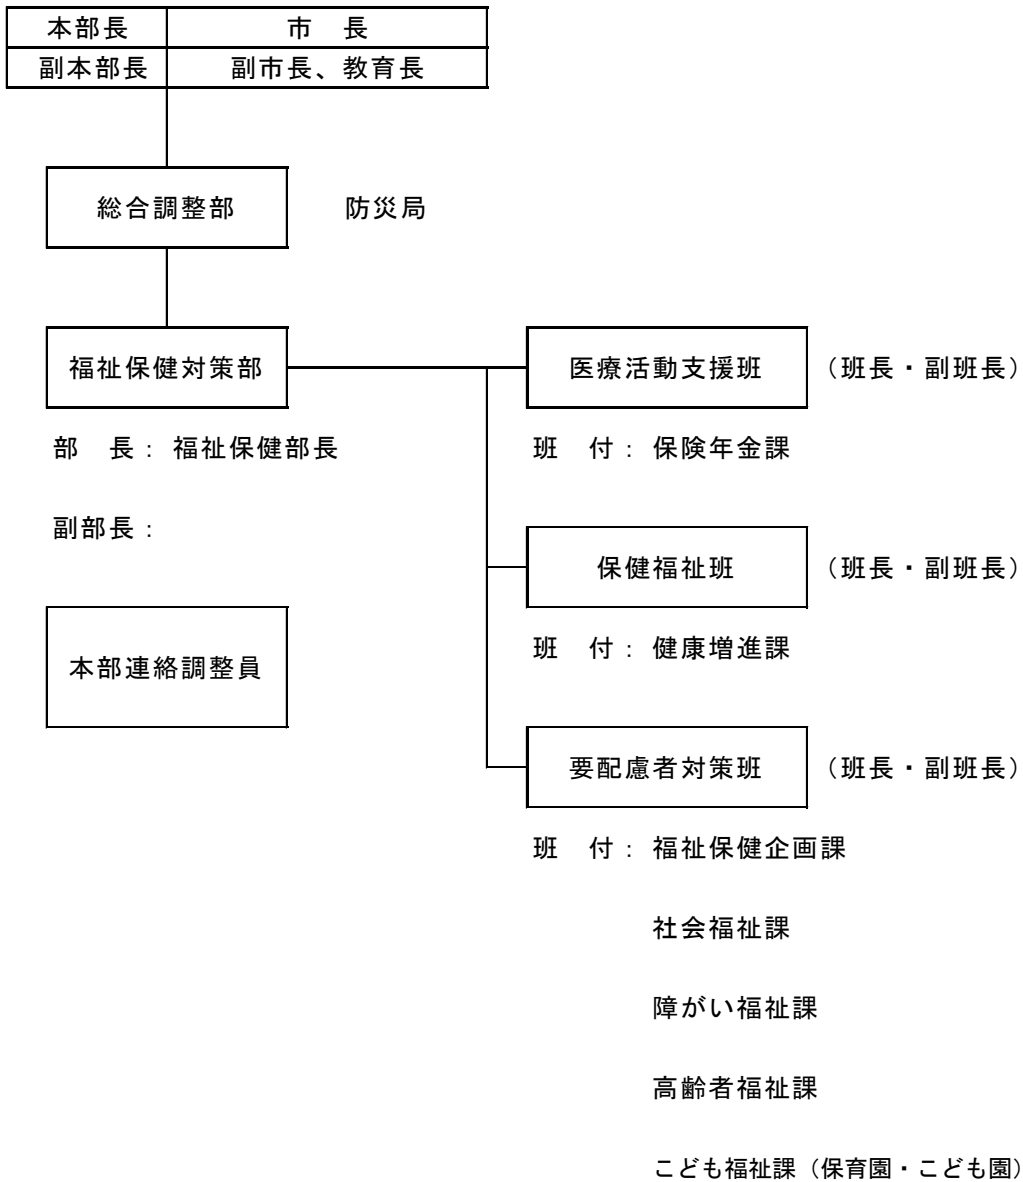 本部長 市　長
副本部長 副市長、教育長
総合調整部 防災局
福祉保健対策部 医療活動支援班 （班長・副班長）
部　長： 福祉保健部長 班　付： 保険年金課
副部長：
保健福祉班 （班長・副班長）
班　付： 健康増進課
本部連絡調整員
要配慮者対策班 （班長・副班長）
班　付： 福祉保健企画課
社会福祉課
障がい福祉課
高齢者福祉課
こども福祉課（保育園・こども園）